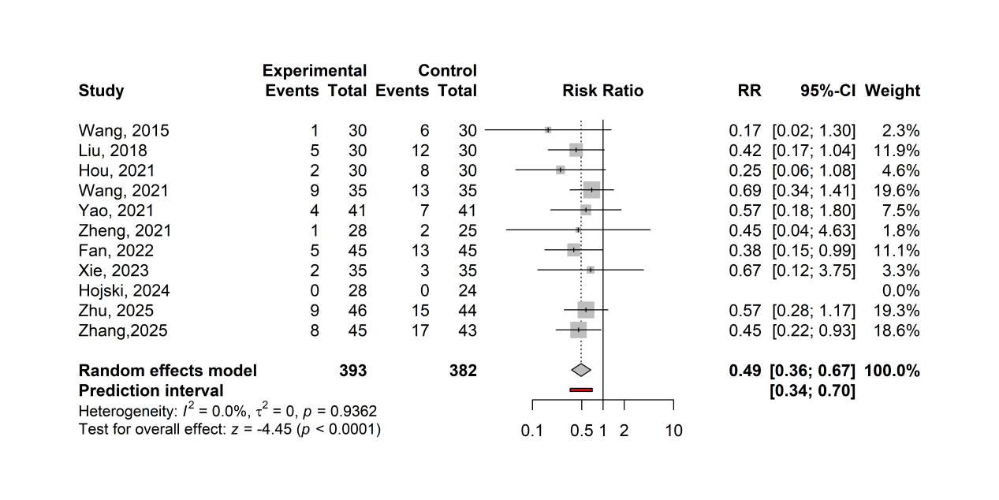 Experimental Control
Study Events Total Events Total Risk Ratio RR 95%-CI Weight
Wang, 2015 1 30 6 30 0.17 [0.02; 1.30] 2.3%
Liu, 2018 5 30 12 30 0.42 [0.17; 1.04] 11.9%
Hou, 2021 2 30 8 30 0.25 [0.06; 1.08] 4.6%
Wang, 2021 9 35 13 35 0.69 [0.34; 1.41] 19.6%
Yao, 2021 4 41 7 41 0.57 [0.18; 1.80] 7.5%
Zheng, 2021 1 28 2 25 0.45 [0.04; 4.63] 1.8%
Fan, 2022 5 45 13 45 0.38 [0.15; 0.99] 11.1%
Xie, 2023 2 35 3 35 0.67 [0.12; 3.75] 3.3%
Hojski, 2024 0 28 0 24 0.0%
Zhu, 2025 9 46 15 44 0.57 [0.28; 1.17] 19.3%
Zhang,2025 8 45 17 43 0.45 [0.22; 0.93] 18.6%
Random effects model 393 382 0.49 [0.36; 0.67] 100.0%
Prediction interval [0.34; 0.70]
Heterogeneity: I² = 0.0%, τ² = 0, p = 0.9362
Test for overall effect: z = -4.45 (p < 0.0001)
0.1 0.5 1 2 10